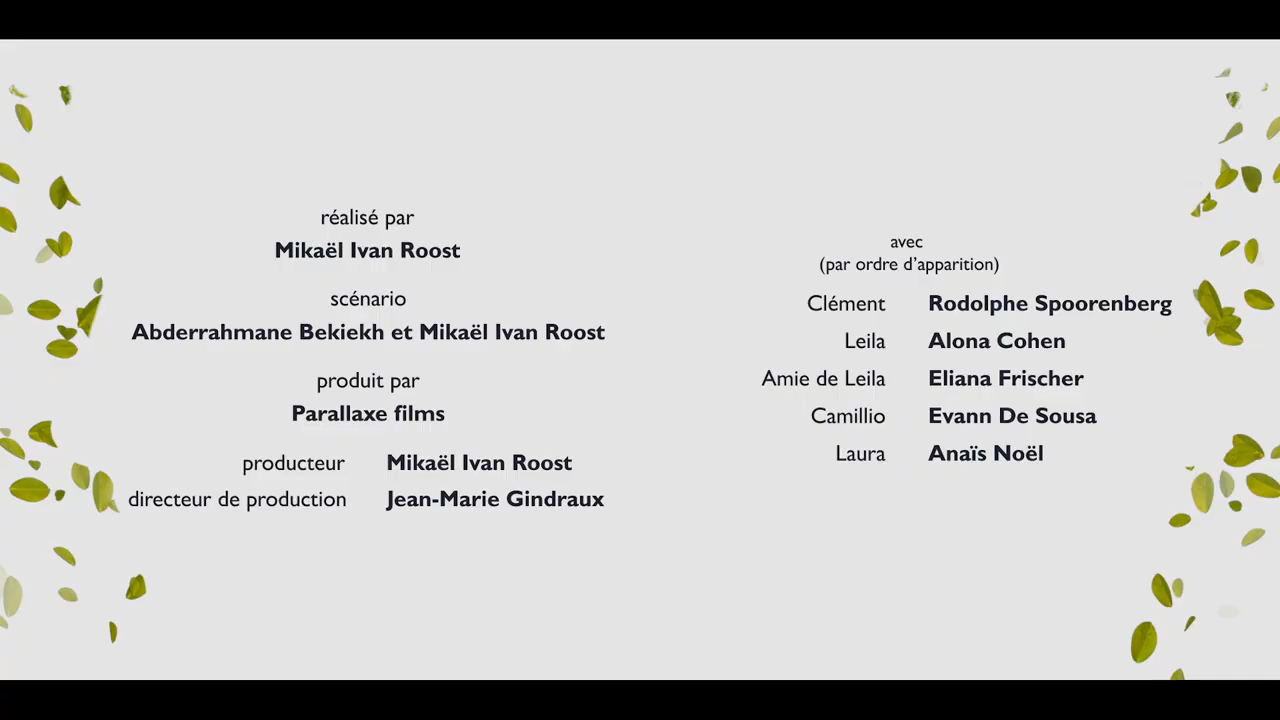 réalisé par
Mikaël Ivan Roost
scénario
Abderrahmane Bekiekh et Mikaël Ivan Roost
produit par
Parallaxe films
producteur Mikaël Ivan Roost
directeur de production Jean-Marie Gindraux
avec
(par ordre d’apparition)
Clément Rodolphe Spoorenberg
Leila Alona Cohen
Amie de Leila Eliana Frischer
Camillio Evann De Sousa
Laura Anaïs Noël